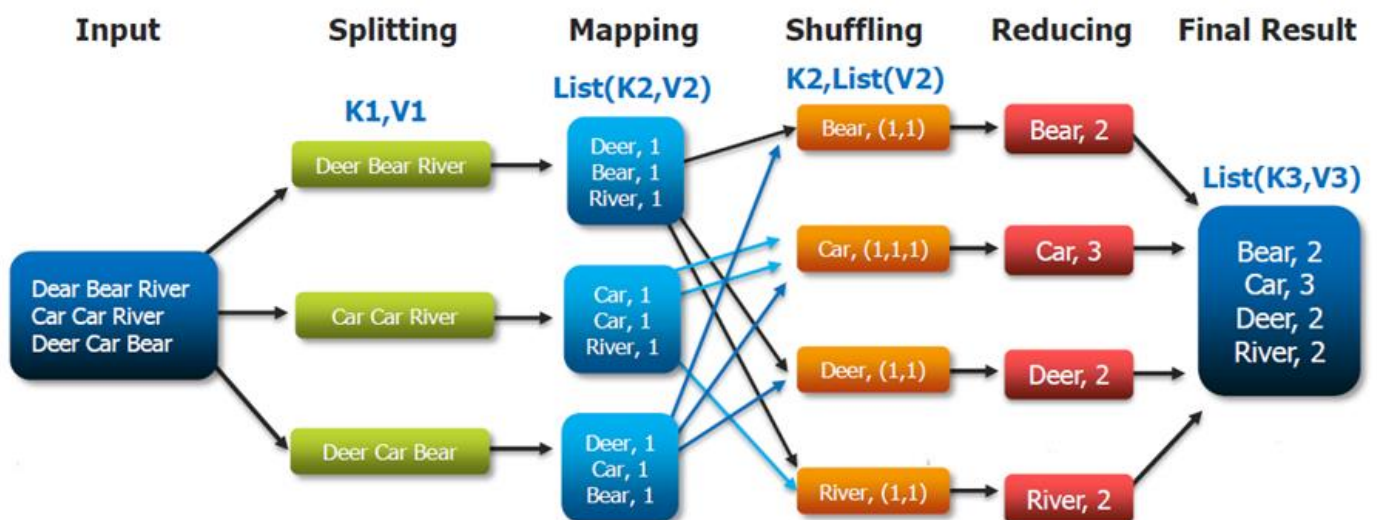 Input
Splitting
Mapping
Shuffling
Reducing
Final Result
K1,V1
List(K2,V2)
K2,List(V2)
List(K3,V3)
Dear Bear River
Car Car River
Deer Car Bear
Deer Bear River
Car Car River
Deer Car Bear
Deer, 1
Bear, 1
River, 1
Car, 1
Car, 1
River, 1
Deer, 1
Car, 1
Bear, 1
Bear, (1,1)
Car, (1,1,1)
Deer, (1,1)
River, (1,1)
Bear, 2
Car, 3
Deer, 2
River, 2
Bear, 2
Car, 3
Deer, 2
River, 2